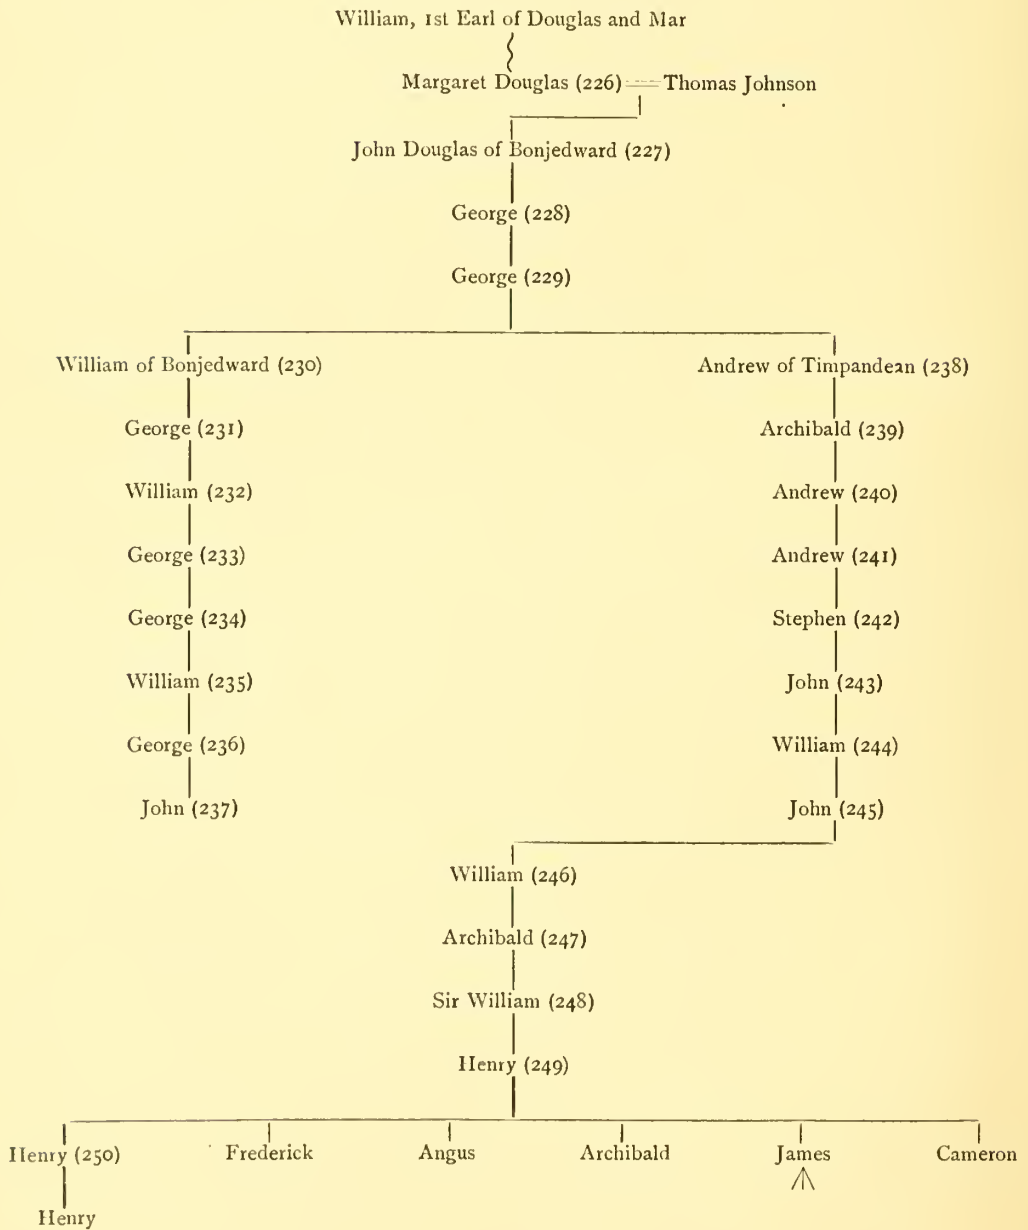 William, 1st Earl of Douglas and Mar
Margaret Douglas (226) Thomas Johnson
John Douglas of Bonjedward (227)
George (228)
George (229)
William of Bonjedward (230) Andrew of Timpandean (238)
George (231) Archibald (239)
William (232) Andrew (240)
George (233) Andrew (241)
George (234) Stephen (242)
William (235) John (243)
George (236) William (244)
John (237) John (245)
William (246)
Archibald (247)
Sir William (248)
Henry (249)
Henry (250) Frederick Angus Archibald James Cameron
Henry